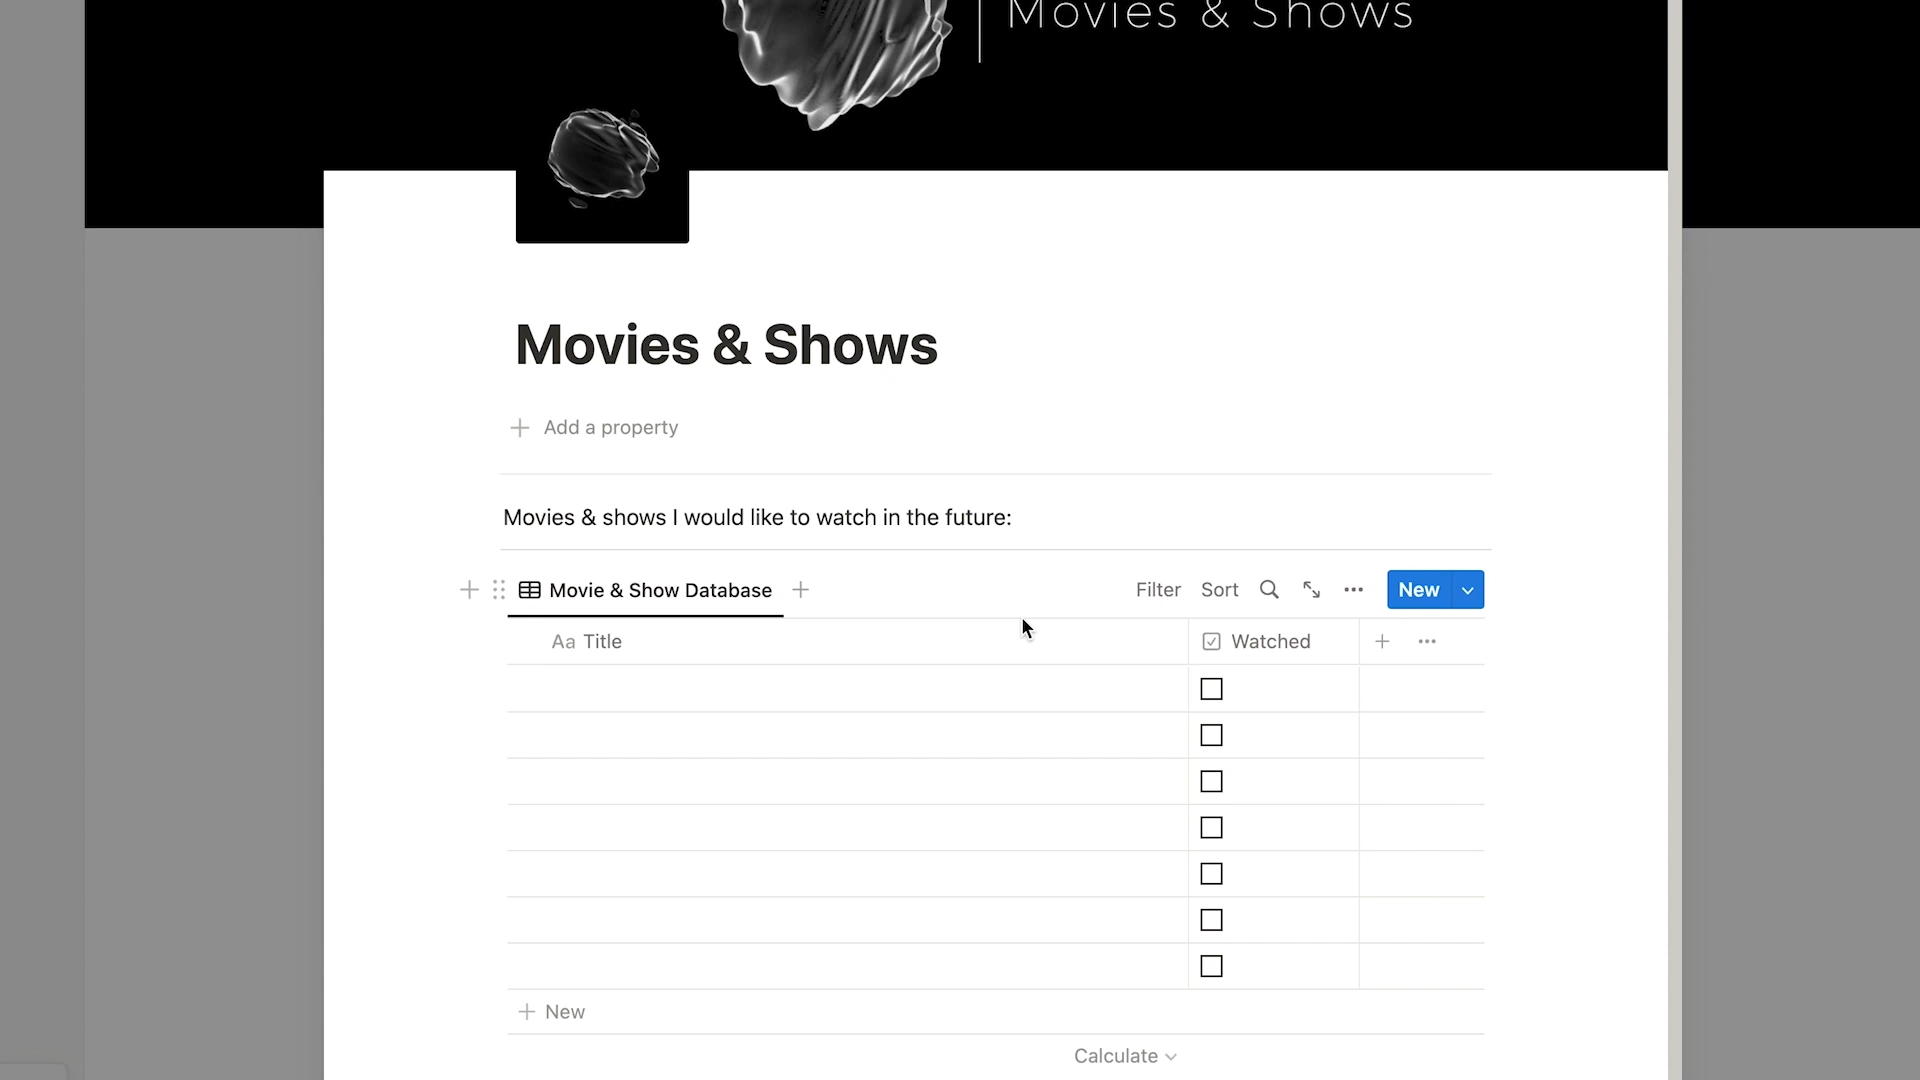 Movies & Shows
Movies & Shows
Add a property
Movies & shows I would like to watch in the future:
Movie & Show Database
Filter Sort New
Aa Title Watched
New
Calculate